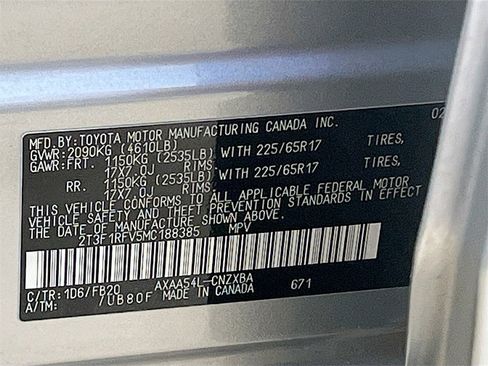 02
MFD. BY: TOYOTA MOTOR MANUFACTURING CANADA INC.
GVWR: 2090KG (4610LB)
GAWR: FRT. 1150KG (2535LB) WITH 225/65R17 TIRES,
17X7.0J RIMS,
RR. 1150KG (2535LB) WITH 225/65R17 TIRES,
17X7.0J RIMS.
THIS VEHICLE CONFORMS TO ALL APPLICABLE FEDERAL MOTOR
VEHICLE SAFETY, THEFT PREVENTION STANDARDS IN EFFECT
THE DATE OF MANUFACTURE SHOWN ABOVE.
2T3F1RFV5MC188385 MPV
C/TR: 1D6/FB20 AXAA54L-CNZXBA
A/TM: /UB80F MADE IN CANADA 671